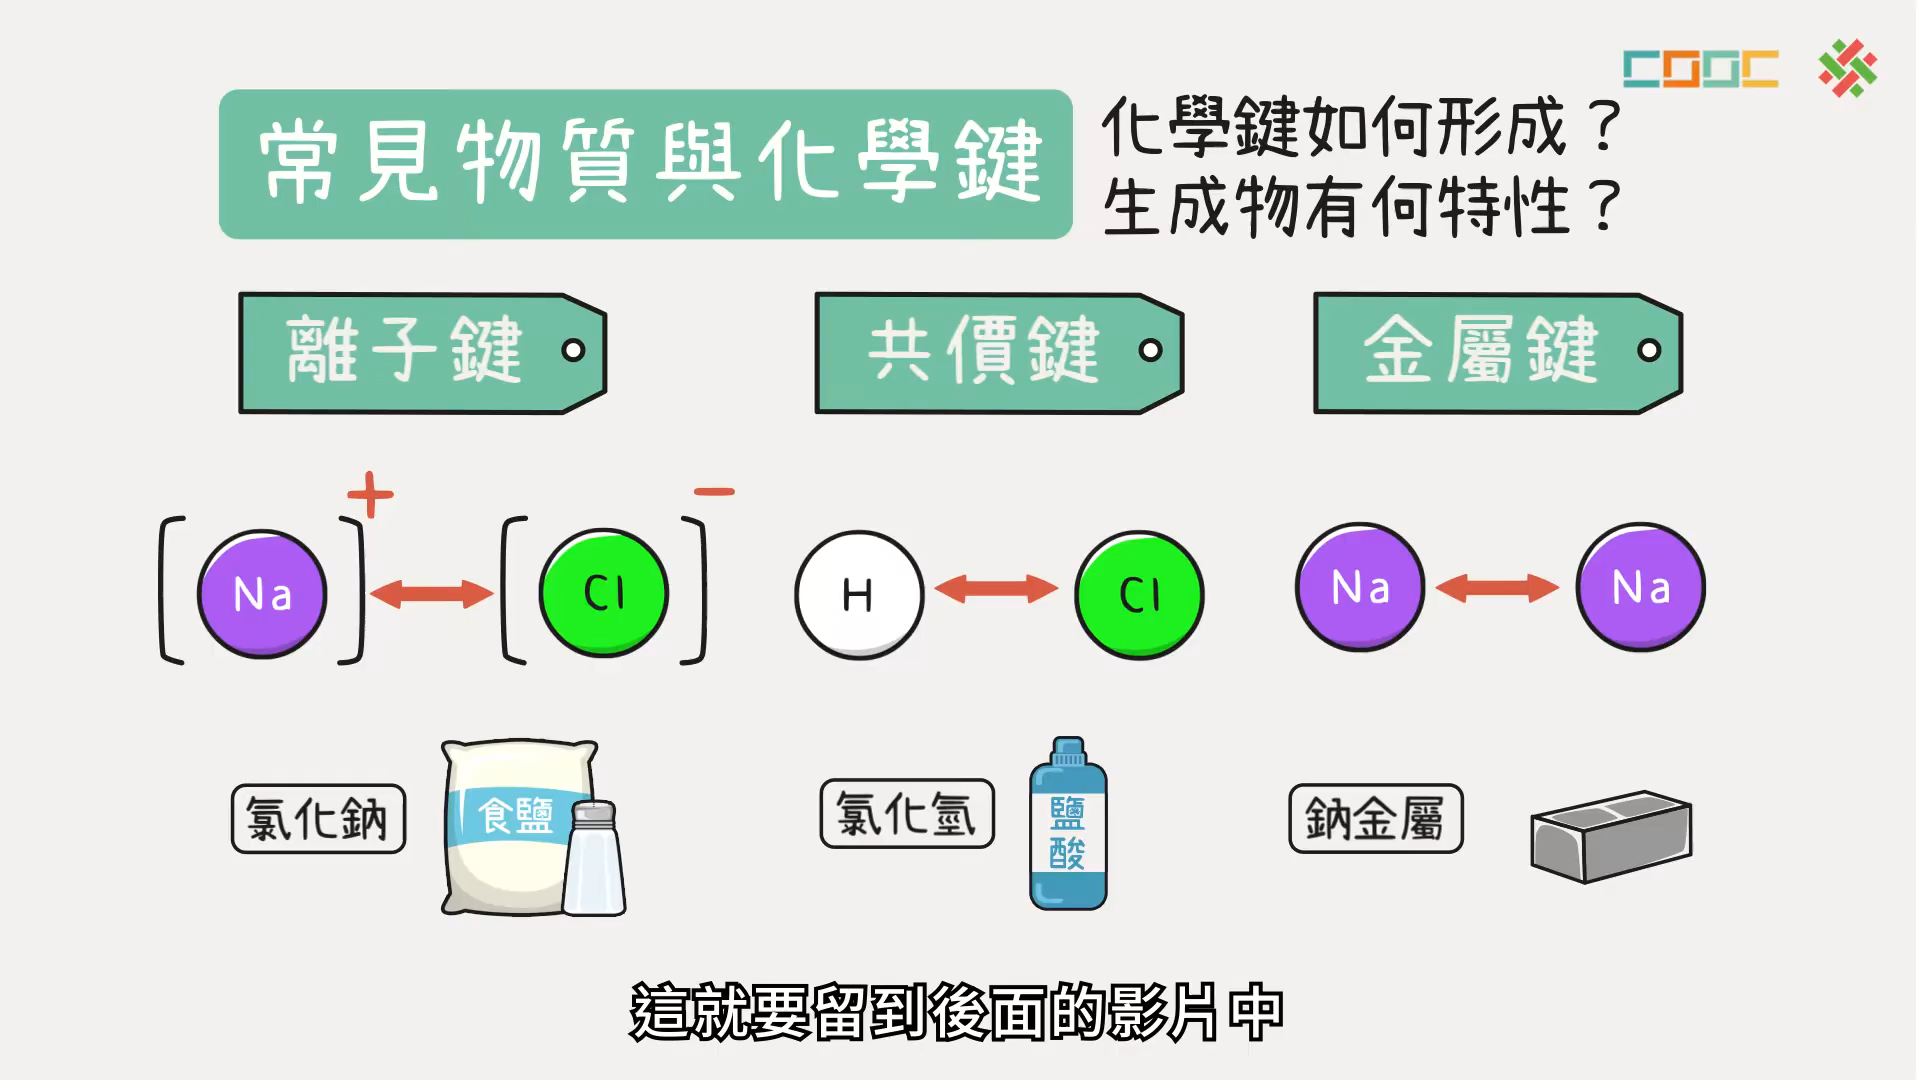 COOC
常見物質與化學鍵
化學鍵如何形成？
生成物有何特性？
離子鍵
共價鍵
金屬鍵
[Na]+
[Cl]−
H
Cl
Na
Na
氯化鈉
食鹽
氯化氫
鹽酸
鈉金屬
這就要留到後面的影片中